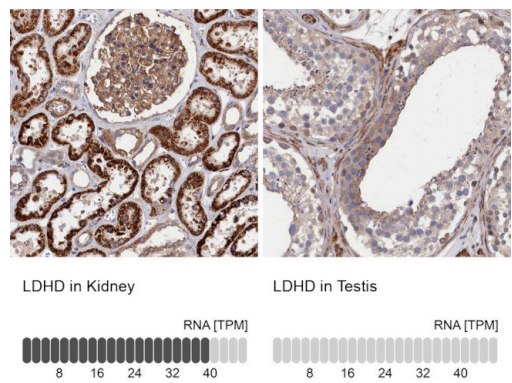 LDHD in Kidney
RNA [TPM]
8 16 24 32 40
LDHD in Testis
RNA [TPM]
8 16 24 32 40